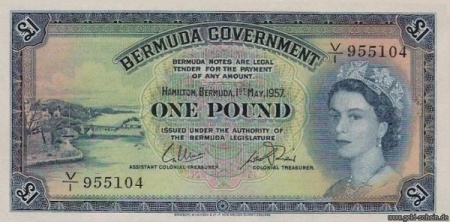 £1
BERMUDA GOVERNMENT
£1
BERMUDA NOTES ARE LEGAL
TENDER FOR THE PAYMENT
OF ANY AMOUNT.
V/1 955104
HAMILTON, BERMUDA, 1ST MAY, 1957.
ONE POUND
ISSUED UNDER THE AUTHORITY OF
THE BERMUDA LEGISLATURE
V/1 955104
ASSISTANT COLONIAL TREASURER.
COLONIAL TREASURER.
£1
£1
www.geld-schein.de